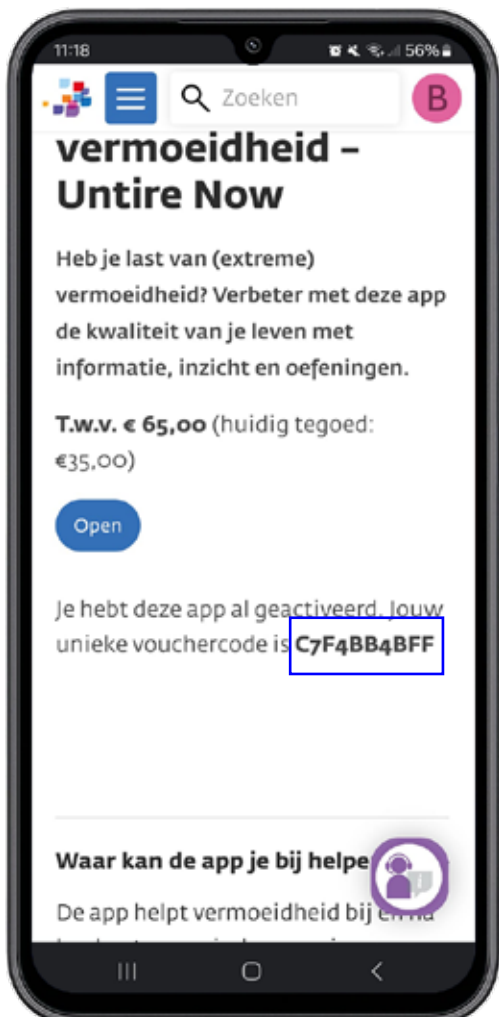 11:18
56%
Zoeken
B
vermoeidheid –
Untire Now
Heb je last van (extreme)
vermoeidheid? Verbeter met deze app
de kwaliteit van je leven met
informatie, inzicht en oefeningen.
T.w.v. € 65,00 (huidig tegoed:
€35,00)
Open
Je hebt deze app al geactiveerd. Jouw
unieke vouchercode is C7F4BB4BFF
Waar kan de app je bij helpe
De app helpt vermoeidheid bij en na